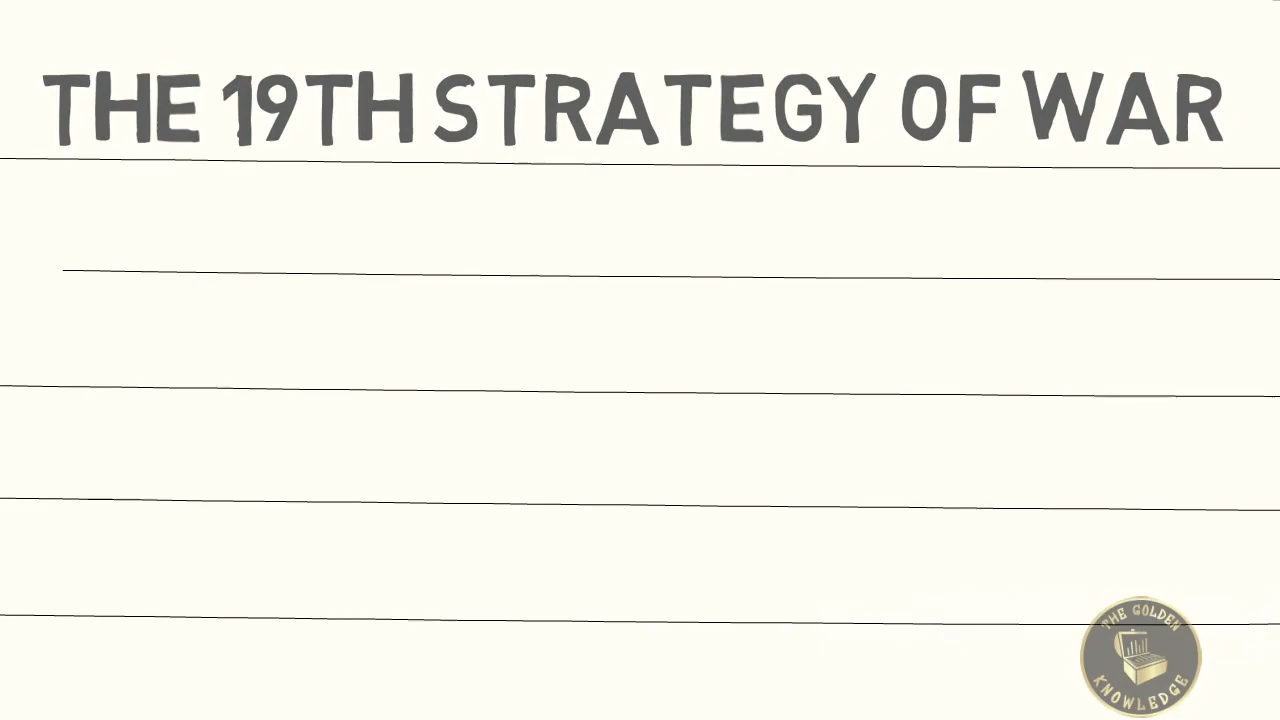 THE 19TH STRATEGY OF WAR
THE GOLDEN
KNOWLEDGE